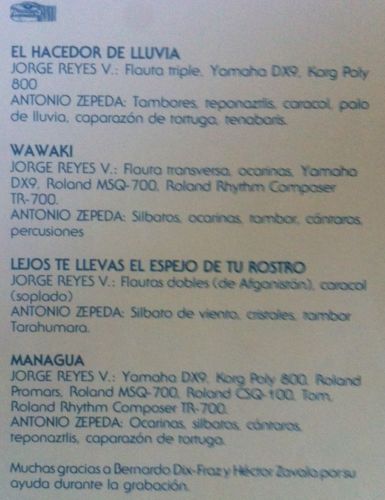 EL HACEDOR DE LLUVIA
JORGE REYES V.: Flauta triple, Yamaha DX9, Korg Poly
800
ANTONIO ZEPEDA: Tambores, teponaztlis, caracol, palo
de lluvia, caparazón de tortuga, tenabaris.
WAWAKI
JORGE REYES V.: Flauta transversa, ocarinas, Yamaha
DX9, Roland MSQ-700, Roland Rhythm Composer
TR-700.
ANTONIO ZEPEDA: Silbatos, ocarinas, tambor, cántaros,
percusiones
LEJOS TE LLEVAS EL ESPEJO DE TU ROSTRO
JORGE REYES V.: Flautas dobles (de Afganistán), caracol
(soplado)
ANTONIO ZEPEDA: Silbato de viento, cristales, tambor
Tarahumara.
MANAGUA
JORGE REYES V.: Yamaha DX9, Korg Poly 800, Roland
Promars, Roland MSQ-700, Roland CSQ-100, Tom,
Roland Rhythm Composer TR-700.
ANTONIO ZEPEDA: Ocarinas, silbatos, cántaros,
teponaztlis, caparazón de tortuga.
Muchas gracias a Bernardo Dix-Fraz y Héctor Zavala por su
ayuda durante la grabación.